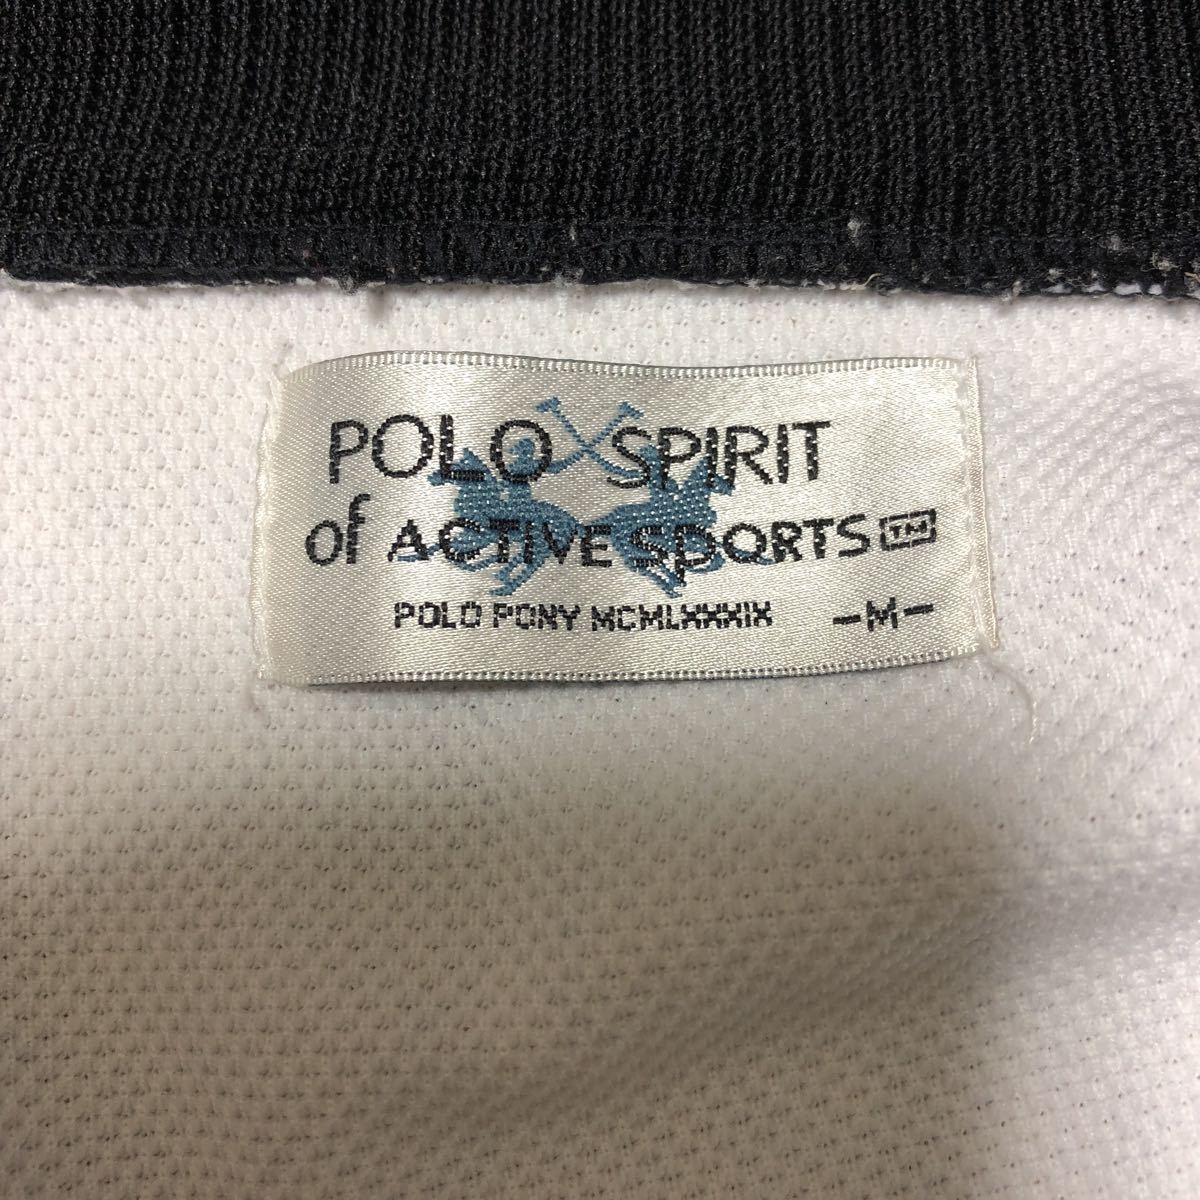 POLO SPIRIT
of ACTIVE SPORTS TM
POLO PONY MCMLXXXIX -M-